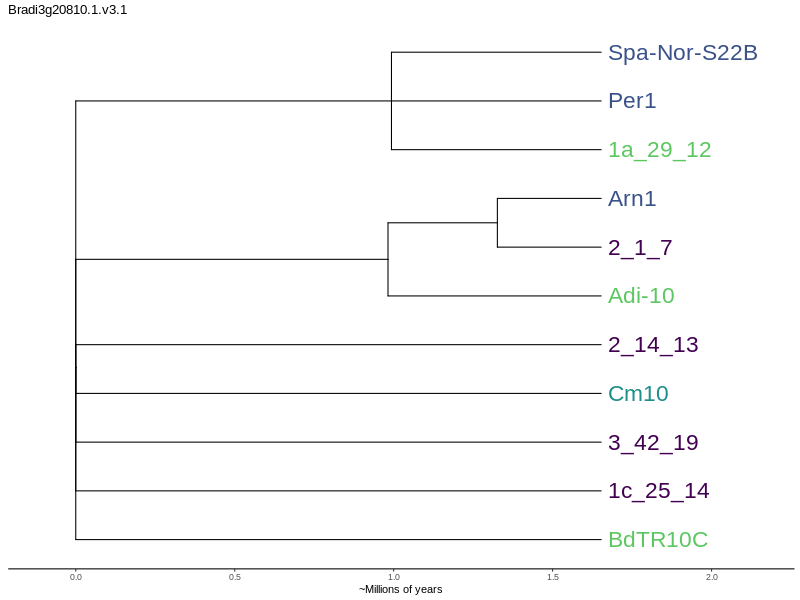 Bradi3g20810.1.v3.1
Spa-Nor-S22B
Per1
1a_29_12
Arn1
2_1_7
Adi-10
2_14_13
Cm10
3_42_19
1c_25_14
BdTR10C
0.0 0.5 1.0 1.5 2.0
~Millions of years